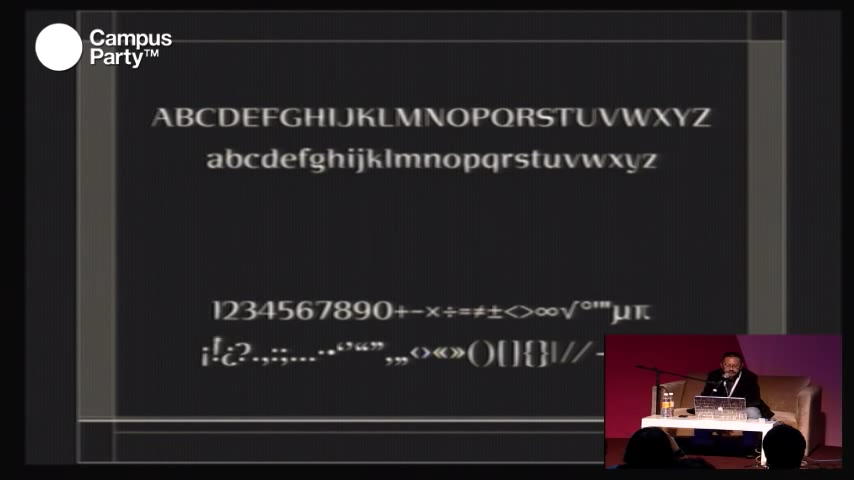 Campus
Party™
ABCDEFGHIJKLMNOPQRSTUVWXYZ
abcdefghijklmnopqrstuvwxyz
1234567890+-×÷=≠±<>∞√°'"µπ
¡!¿?.,:;…·•‘’“”‚„‹›«»()[]{}|/⁄-